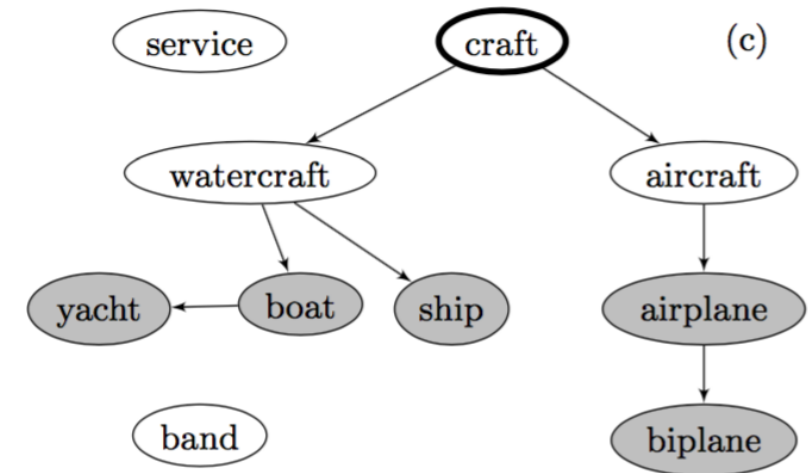 service craft (c)
watercraft aircraft
yacht boat ship airplane
band biplane